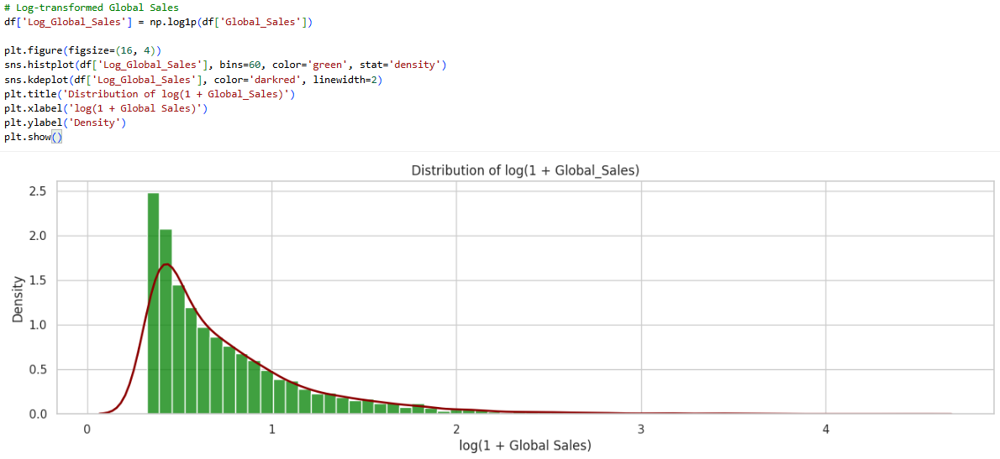 # Log-transformed Global Sales
df['Log_Global_Sales'] = np.log1p(df['Global_Sales'])
plt.figure(figsize=(16, 4))
sns.histplot(df['Log_Global_Sales'], bins=60, color='green', stat='density')
sns.kdeplot(df['Log_Global_Sales'], color='darkred', linewidth=2)
plt.title('Distribution of log(1 + Global_Sales)')
plt.xlabel('log(1 + Global Sales)')
plt.ylabel('Density')
plt.show()
Distribution of log(1 + Global_Sales)
2.5
2.0
1.5
1.0
0.5
0.0
Density
0 1 2 3 4
log(1 + Global Sales)